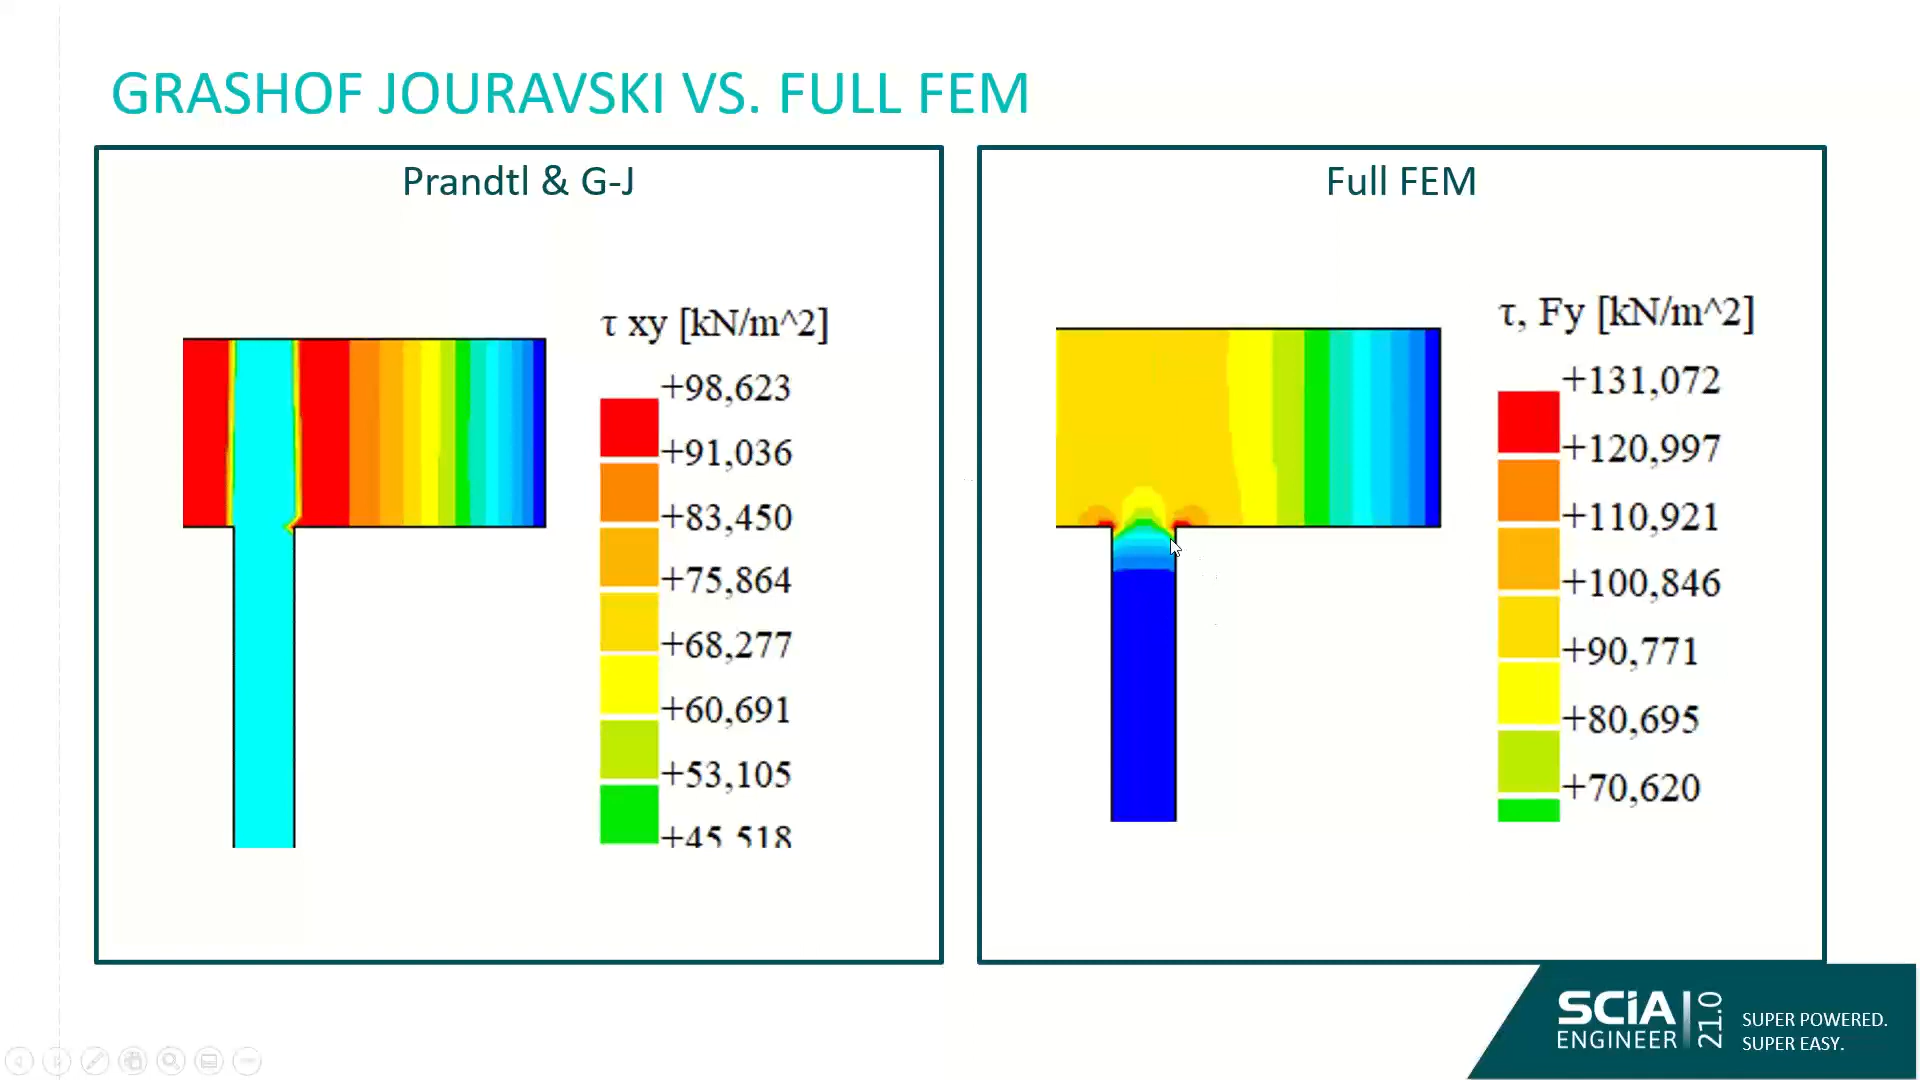 GRASHOF JOURAVSKI VS. FULL FEM
Prandtl & G-J
τ xy [kN/m^2]
+98,623
+91,036
+83,450
+75,864
+68,277
+60,691
+53,105
+45,518
Full FEM
τ, Fy [kN/m^2]
+131,072
+120,997
+110,921
+100,846
+90,771
+80,695
+70,620
SCIA
ENGINEER
21.0
SUPER POWERED.
SUPER EASY.